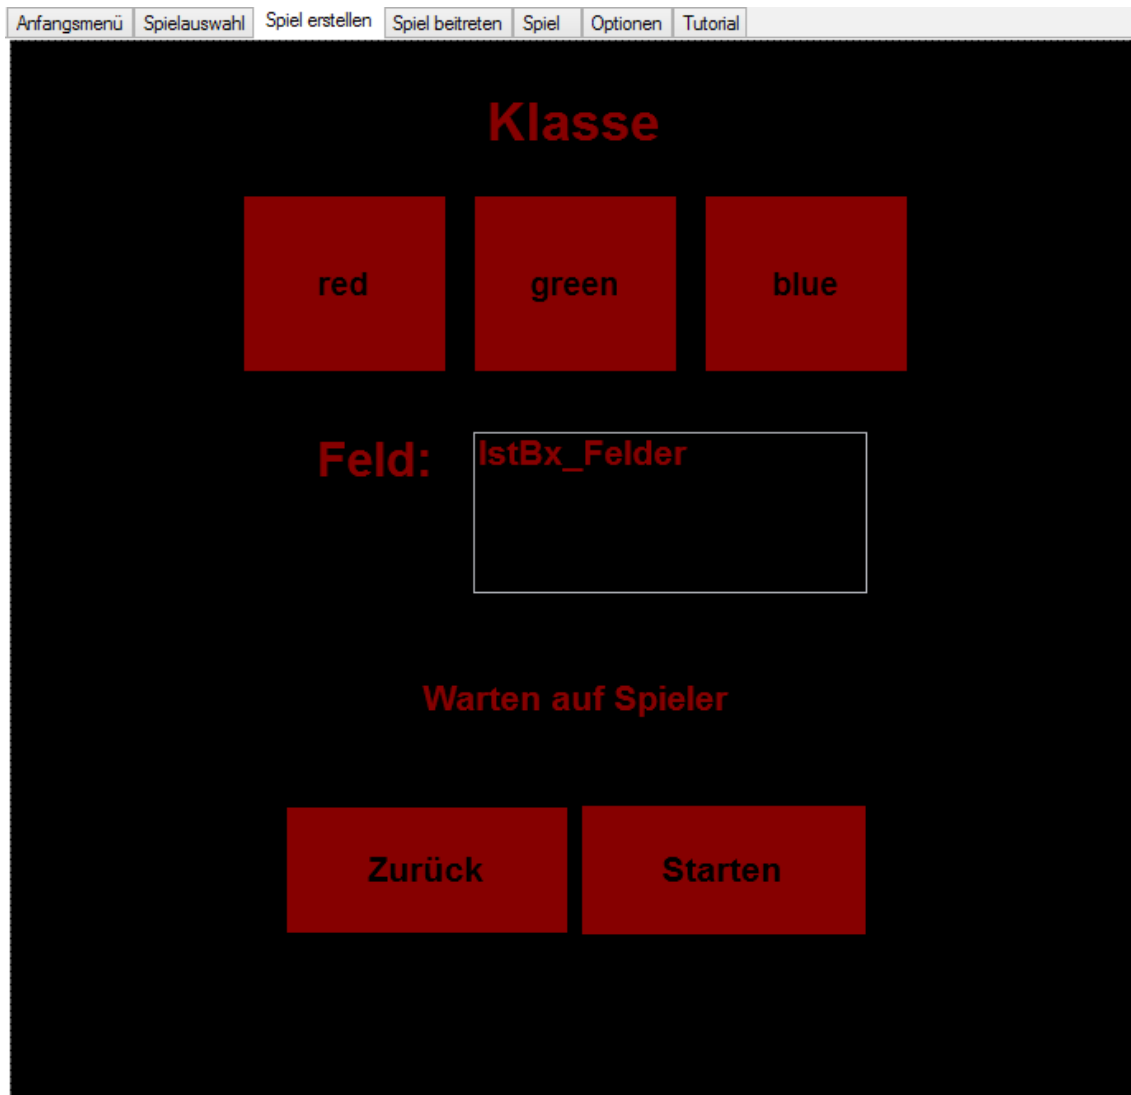 Anfangsmenü Spielauswahl Spiel erstellen Spiel beitreten Spiel Optionen Tutorial
Klasse
red green blue
Feld: lstBx_Felder
Warten auf Spieler
Zurück Starten